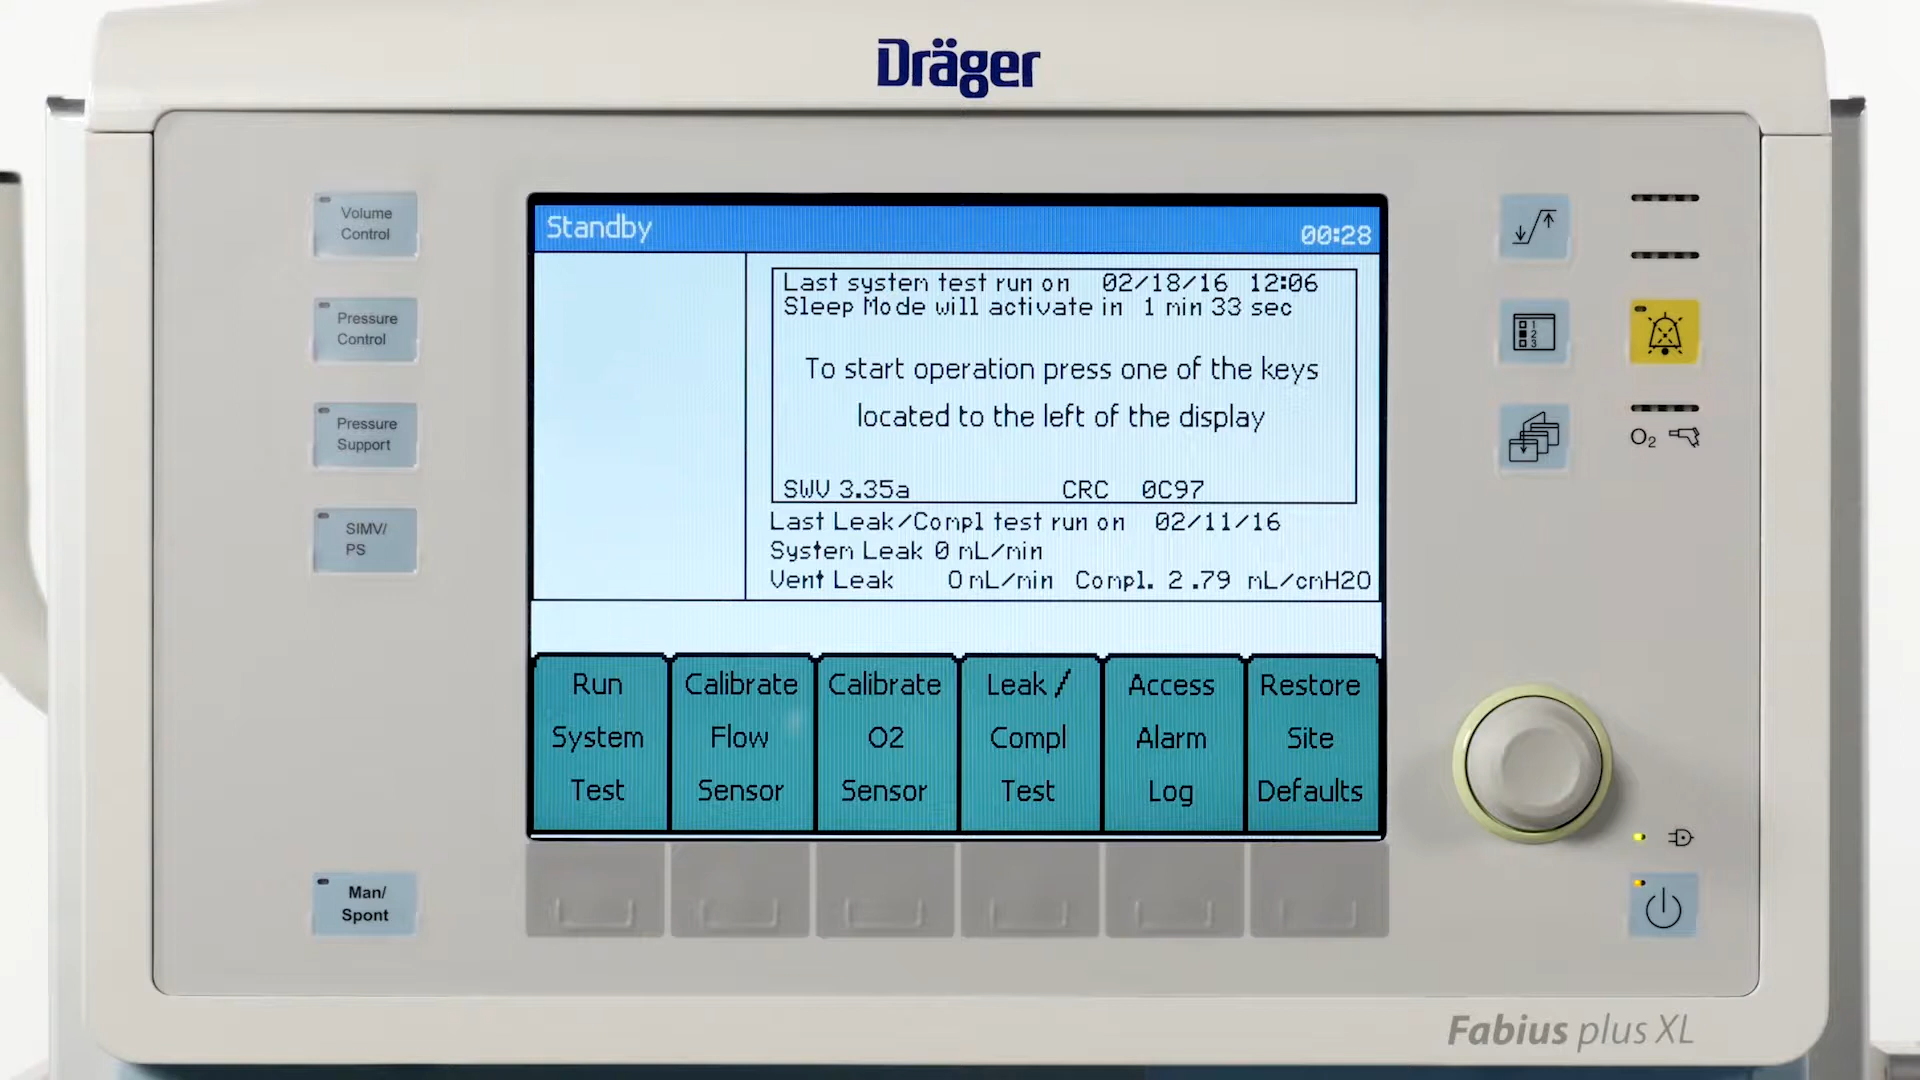 Dräger
Volume
Control
Pressure
Control
Pressure
Support
SIMV/
PS
Man/
Spont
Standby
00:28
Last system test run on 02/18/16 12:06
Sleep Mode will activate in 1 min 33 sec
To start operation press one of the keys
located to the left of the display
SWV 3.35a CRC 0C97
Last Leak/Compl test run on 02/11/16
System Leak 0 mL/min
Vent Leak 0 mL/min Compl. 2.79 mL/cmH2O
Run
System
Test
Calibrate
Flow
Sensor
Calibrate
O2
Sensor
Leak /
Compl
Test
Access
Alarm
Log
Restore
Site
Defaults
1
2
3
O₂
Fabius plus XL